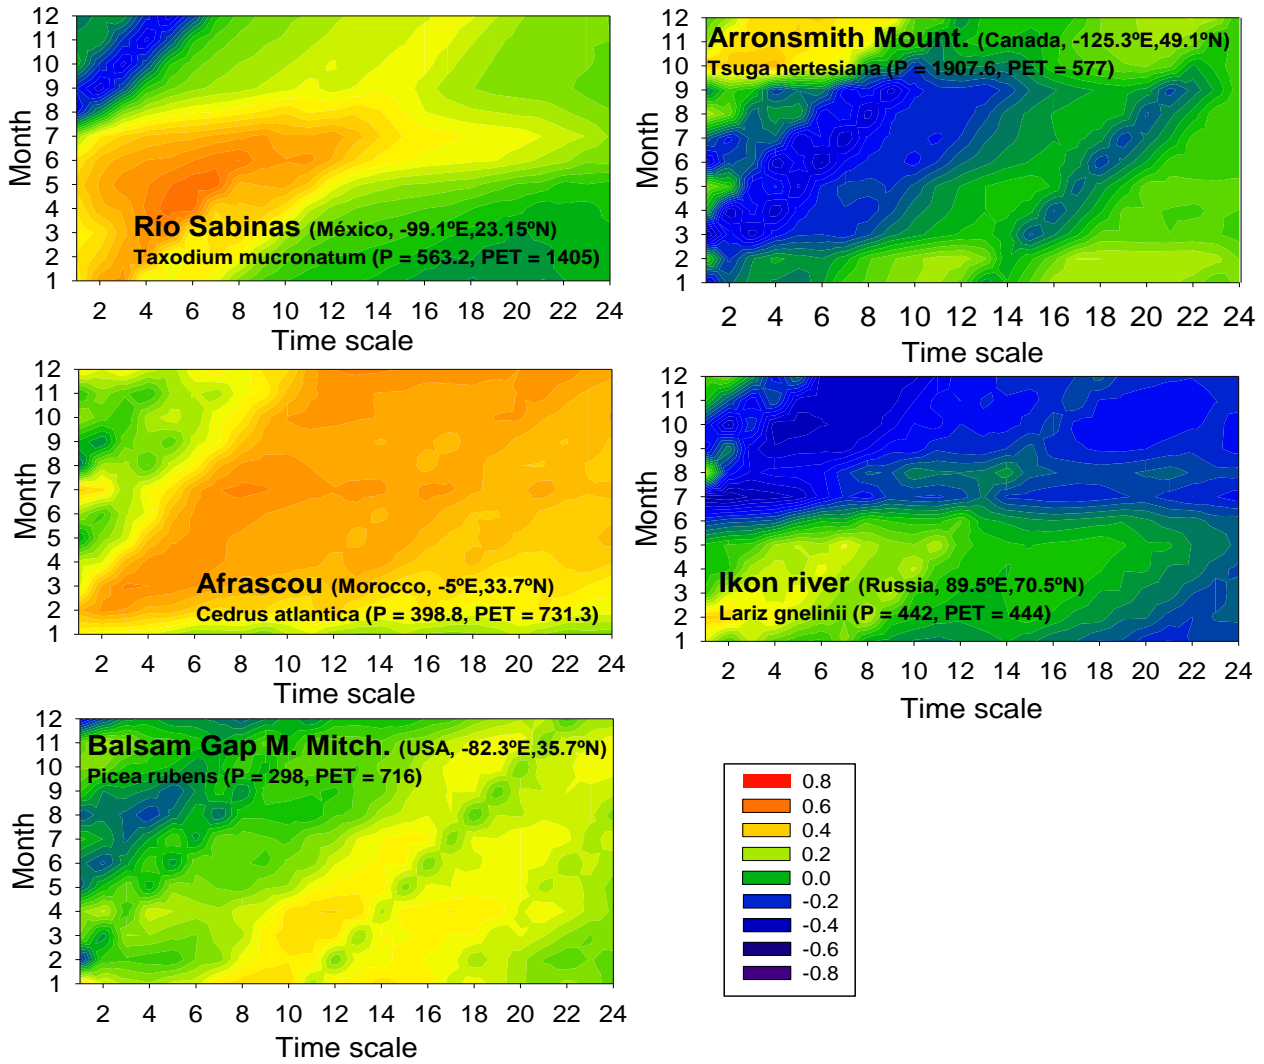 12
11
10
9
8
7
6
5
4
3
2
1
Month
Río Sabinas (México, -99.1ºE,23.15ºN)
Taxodium mucronatum (P = 563.2, PET = 1405)
2 4 6 8 10 12 14 16 18 20 22 24
Time scale
12
11
10
9
8
7
6
5
4
3
2
1
Month
Arronsmith Mount. (Canada, -125.3ºE,49.1ºN)
Tsuga nertesiana (P = 1907.6, PET = 577)
2 4 6 8 10 12 14 16 18 20 22 24
Time scale
12
11
10
9
8
7
6
5
4
3
2
1
Month
Afrascou (Morocco, -5ºE,33.7ºN)
Cedrus atlantica (P = 398.8, PET = 731.3)
2 4 6 8 10 12 14 16 18 20 22 24
Time scale
12
11
10
9
8
7
6
5
4
3
2
1
Month
Ikon river (Russia, 89.5ºE,70.5ºN)
Lariz gnelinii (P = 442, PET = 444)
2 4 6 8 10 12 14 16 18 20 22 24
Time scale
12
11
10
9
8
7
6
5
4
3
2
1
Month
Balsam Gap M. Mitch. (USA, -82.3ºE,35.7ºN)
Picea rubens (P = 298, PET = 716)
2 4 6 8 10 12 14 16 18 20 22 24
Time scale
0.8
0.6
0.4
0.2
0.0
-0.2
-0.4
-0.6
-0.8